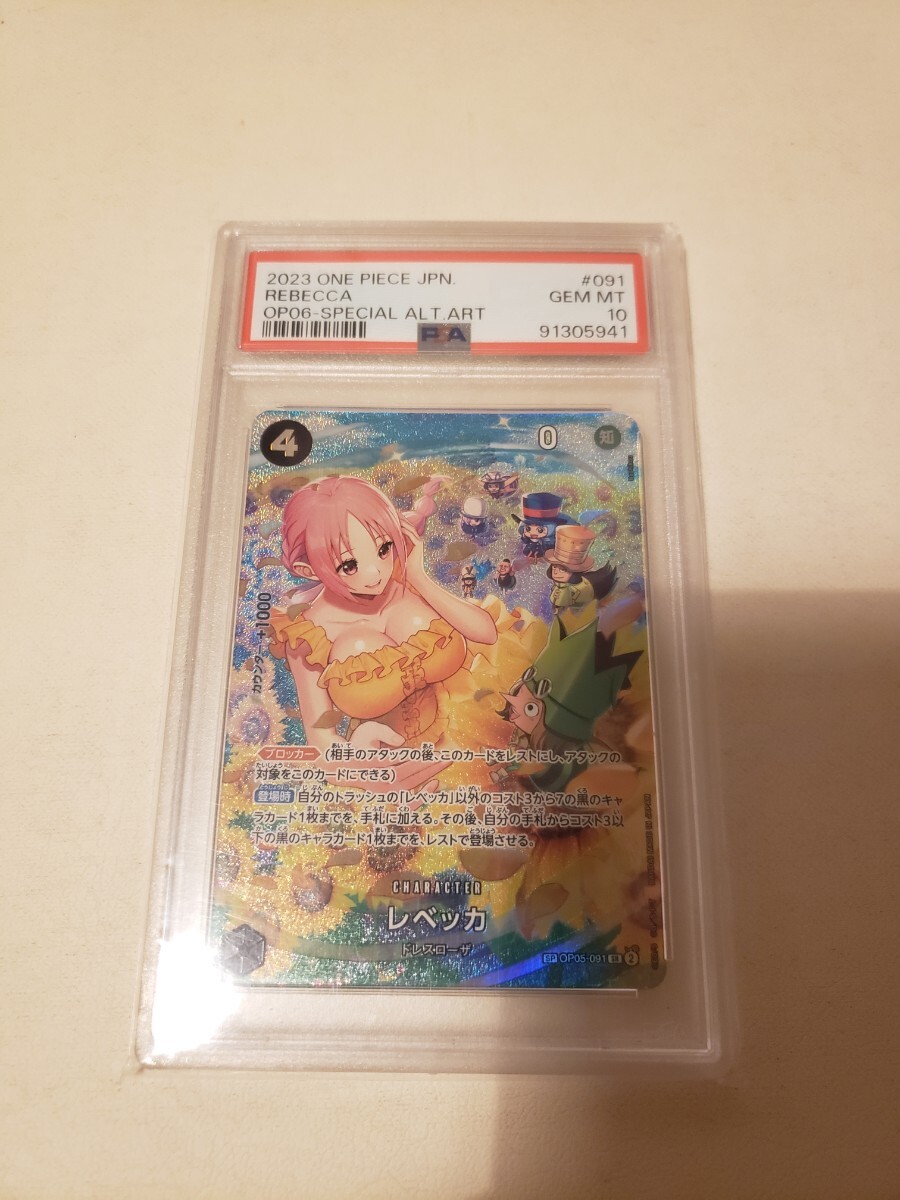 2023 ONE PIECE JPN. #091
REBECCA GEM MT
OP06-SPECIAL ALT.ART 10
PSA 91305941
4
0
知
カウンター+1000
ブロッカー (相手のアタックの後、このカードをレストにし、アタックの
対象をこのカードにできる)
登場時 自分のトラッシュの「レベッカ」以外のコスト3から7の黒のキャ
ラカード1枚までを、手札に加える。その後、自分の手札からコスト3以
下の黒のキャラカード1枚までを、レストで登場させる。
CHARACTER
レベッカ
ドレスローザ
SP OP05-091 SR 2